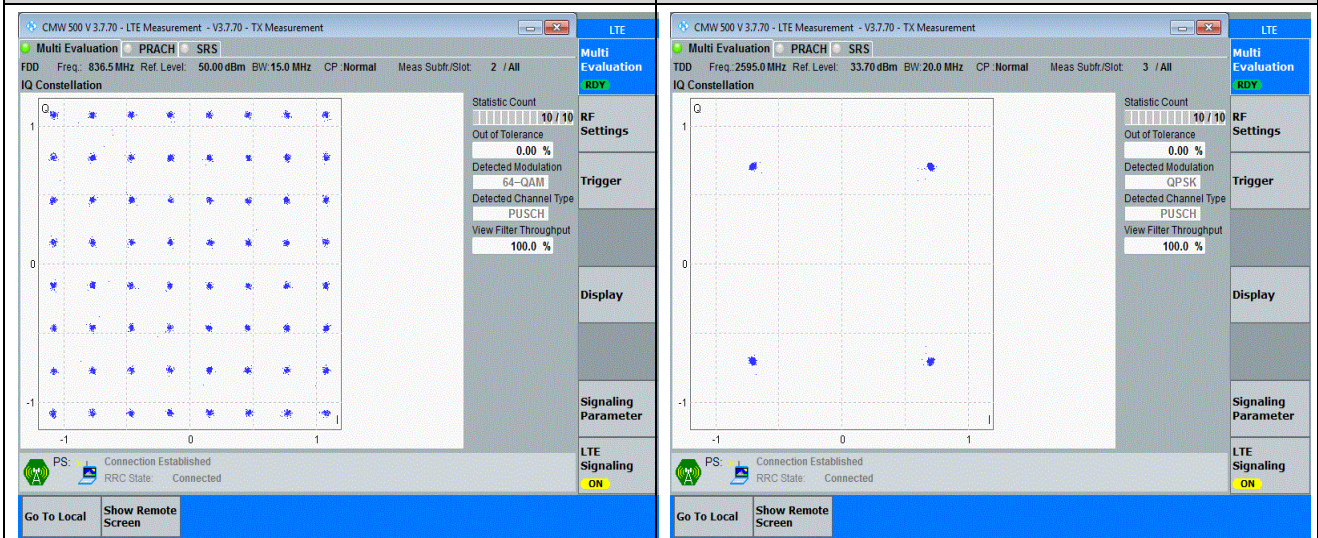 CMW 500 V 3.7.70 - LTE Measurement - V3.7.70 - TX Measurement
LTE
Multi Evaluation PRACH SRS
Multi
Evaluation
RDY
FDD Freq.: 836.5 MHz Ref. Level: 50.00 dBm BW: 15.0 MHz CP :Normal Meas Subfr./Slot: 2 / All
IQ Constellation
Q
1
0
-1
-1 0 1
I
Statistic Count
10 / 10
Out of Tolerance
0.00 %
Detected Modulation
64-QAM
Detected Channel Type
PUSCH
View Filter Throughput
100.0 %
RF
Settings
Trigger
Display
Signaling
Parameter
LTE
Signaling
ON
PS: Connection Established
RRC State: Connected
Go To Local
Show Remote
Screen
CMW 500 V 3.7.70 - LTE Measurement - V3.7.70 - TX Measurement
LTE
Multi Evaluation PRACH SRS
Multi
Evaluation
RDY
TDD Freq.: 2595.0 MHz Ref. Level: 33.70 dBm BW: 20.0 MHz CP :Normal Meas Subfr./Slot: 3 / All
IQ Constellation
Q
1
0
-1
-1 0 1
I
Statistic Count
10 / 10
Out of Tolerance
0.00 %
Detected Modulation
QPSK
Detected Channel Type
PUSCH
View Filter Throughput
100.0 %
RF
Settings
Trigger
Display
Signaling
Parameter
LTE
Signaling
ON
PS: Connection Established
RRC State: Connected
Go To Local
Show Remote
Screen